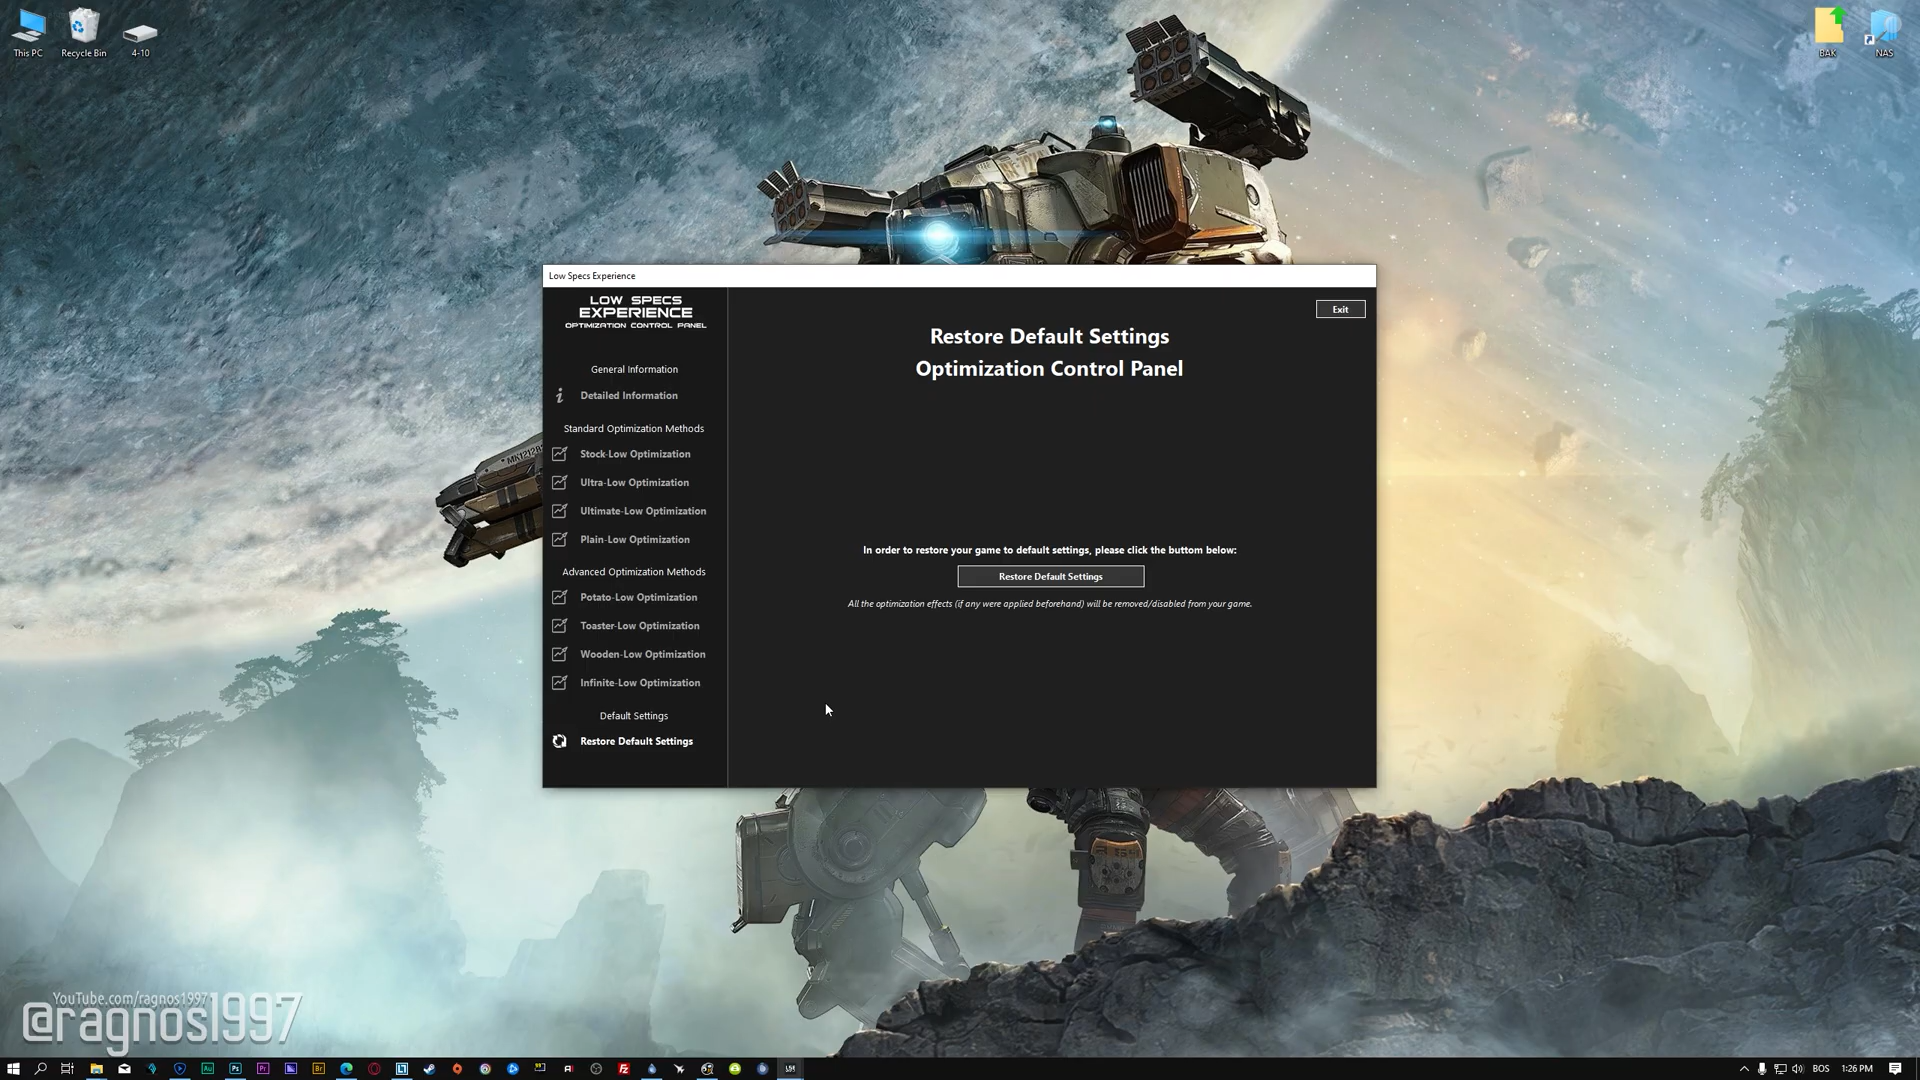 This PC
Recycle Bin
4-10
BAK
NAS
Low Specs Experience
LOW SPECS
EXPERIENCE
OPTIMIZATION CONTROL PANEL
General Information
Detailed Information
Standard Optimization Methods
Stock-Low Optimization
Ultra-Low Optimization
Ultimate-Low Optimization
Plain-Low Optimization
Advanced Optimization Methods
Potato-Low Optimization
Toaster-Low Optimization
Wooden-Low Optimization
Infinite-Low Optimization
Default Settings
Restore Default Settings
Exit
Restore Default Settings
Optimization Control Panel
In order to restore your game to default settings, please click the buttom below:
Restore Default Settings
All the optimization effects (if any were applied beforehand) will be removed/disabled from your game.
YouTube.com/ragnos1997
@ragnos1997
Au
Ps
Pr
Br
Fz
BOS
1:26 PM